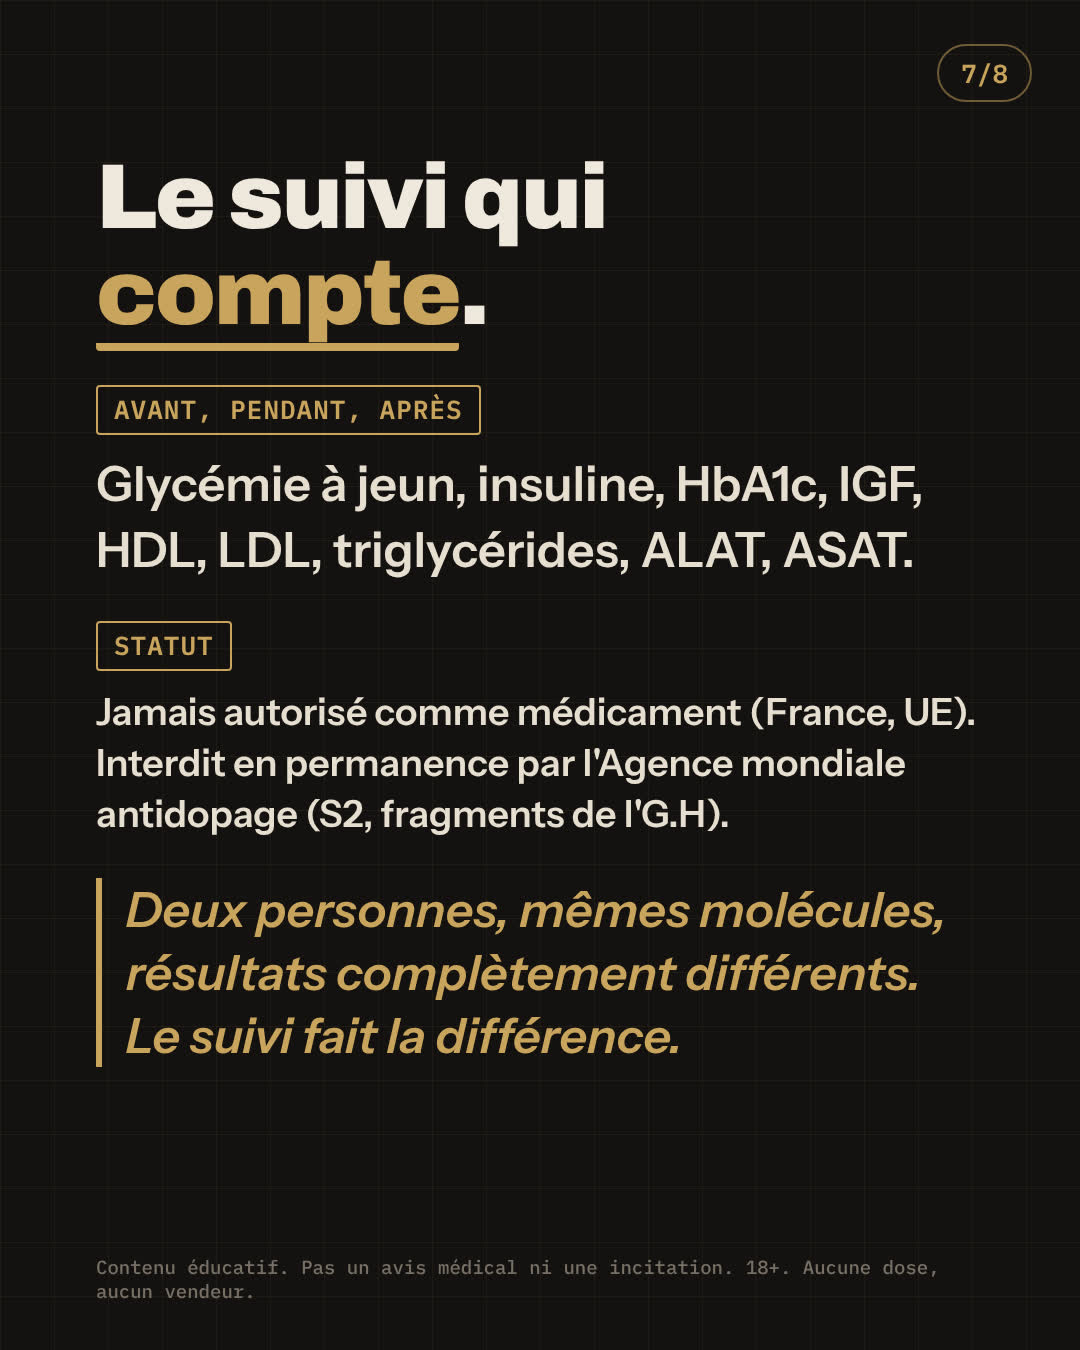 7/8
Le suivi qui
compte.
AVANT, PENDANT, APRÈS
Glycémie à jeun, insuline, HbA1c, IGF,
HDL, LDL, triglycérides, ALAT, ASAT.
STATUT
Jamais autorisé comme médicament (France, UE).
Interdit en permanence par l'Agence mondiale
antidopage (S2, fragments de l'G.H).
Deux personnes, mêmes molécules,
résultats complètement différents.
Le suivi fait la différence.
Contenu éducatif. Pas un avis médical ni une incitation. 18+. Aucune dose,
aucun vendeur.